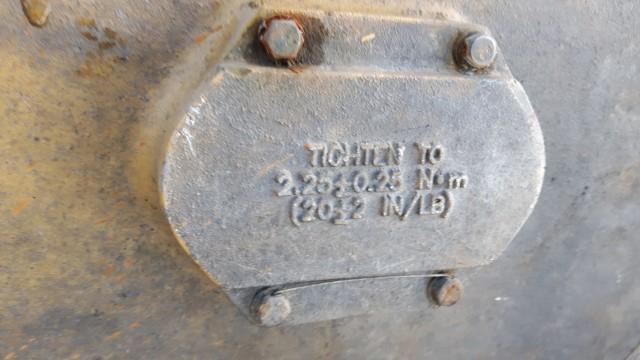 TIGHTEN TO
2.25±0.25 N•m
(20±2 IN/LB)